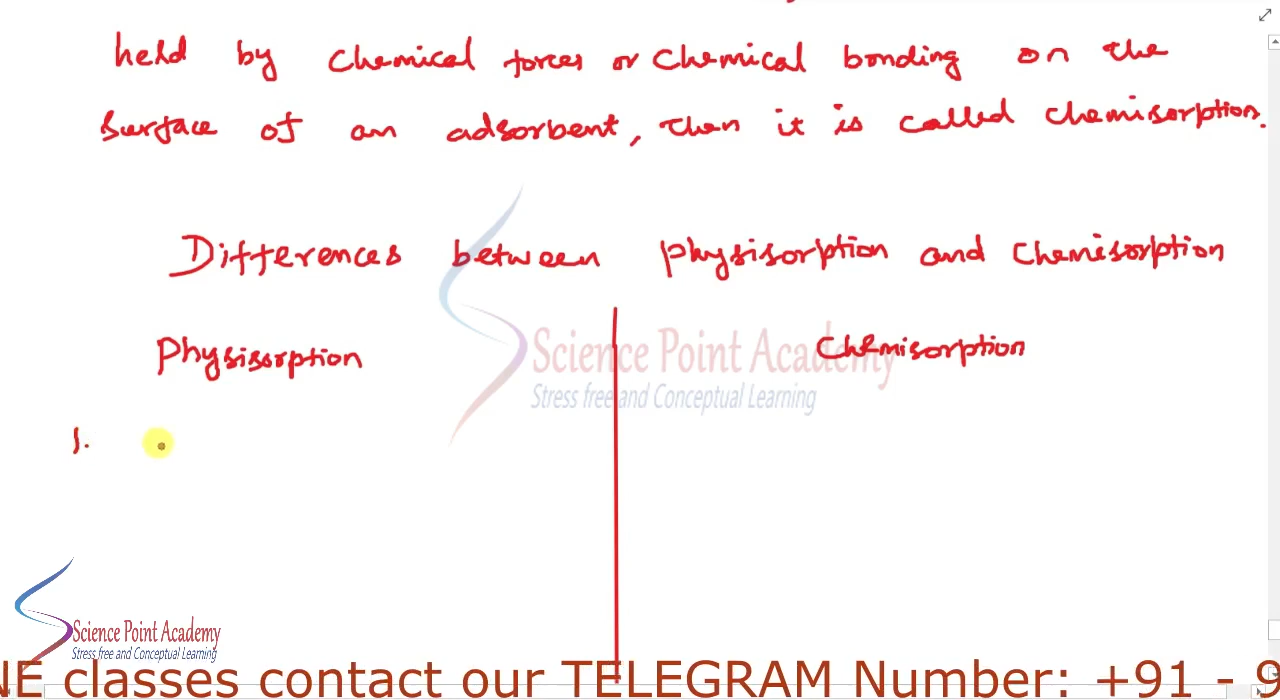 held by chemical forces or chemical bonding on the
surface of an adsorbent, then it is called chemisorption.
Differences between physisorption and chemisorption
Physisorption
Chemisorption
Science Point Academy
Stress free and Conceptual Learning
1.
Science Point Academy
Stress free and Conceptual Learning
NE classes contact our TELEGRAM Number: +91 - 9